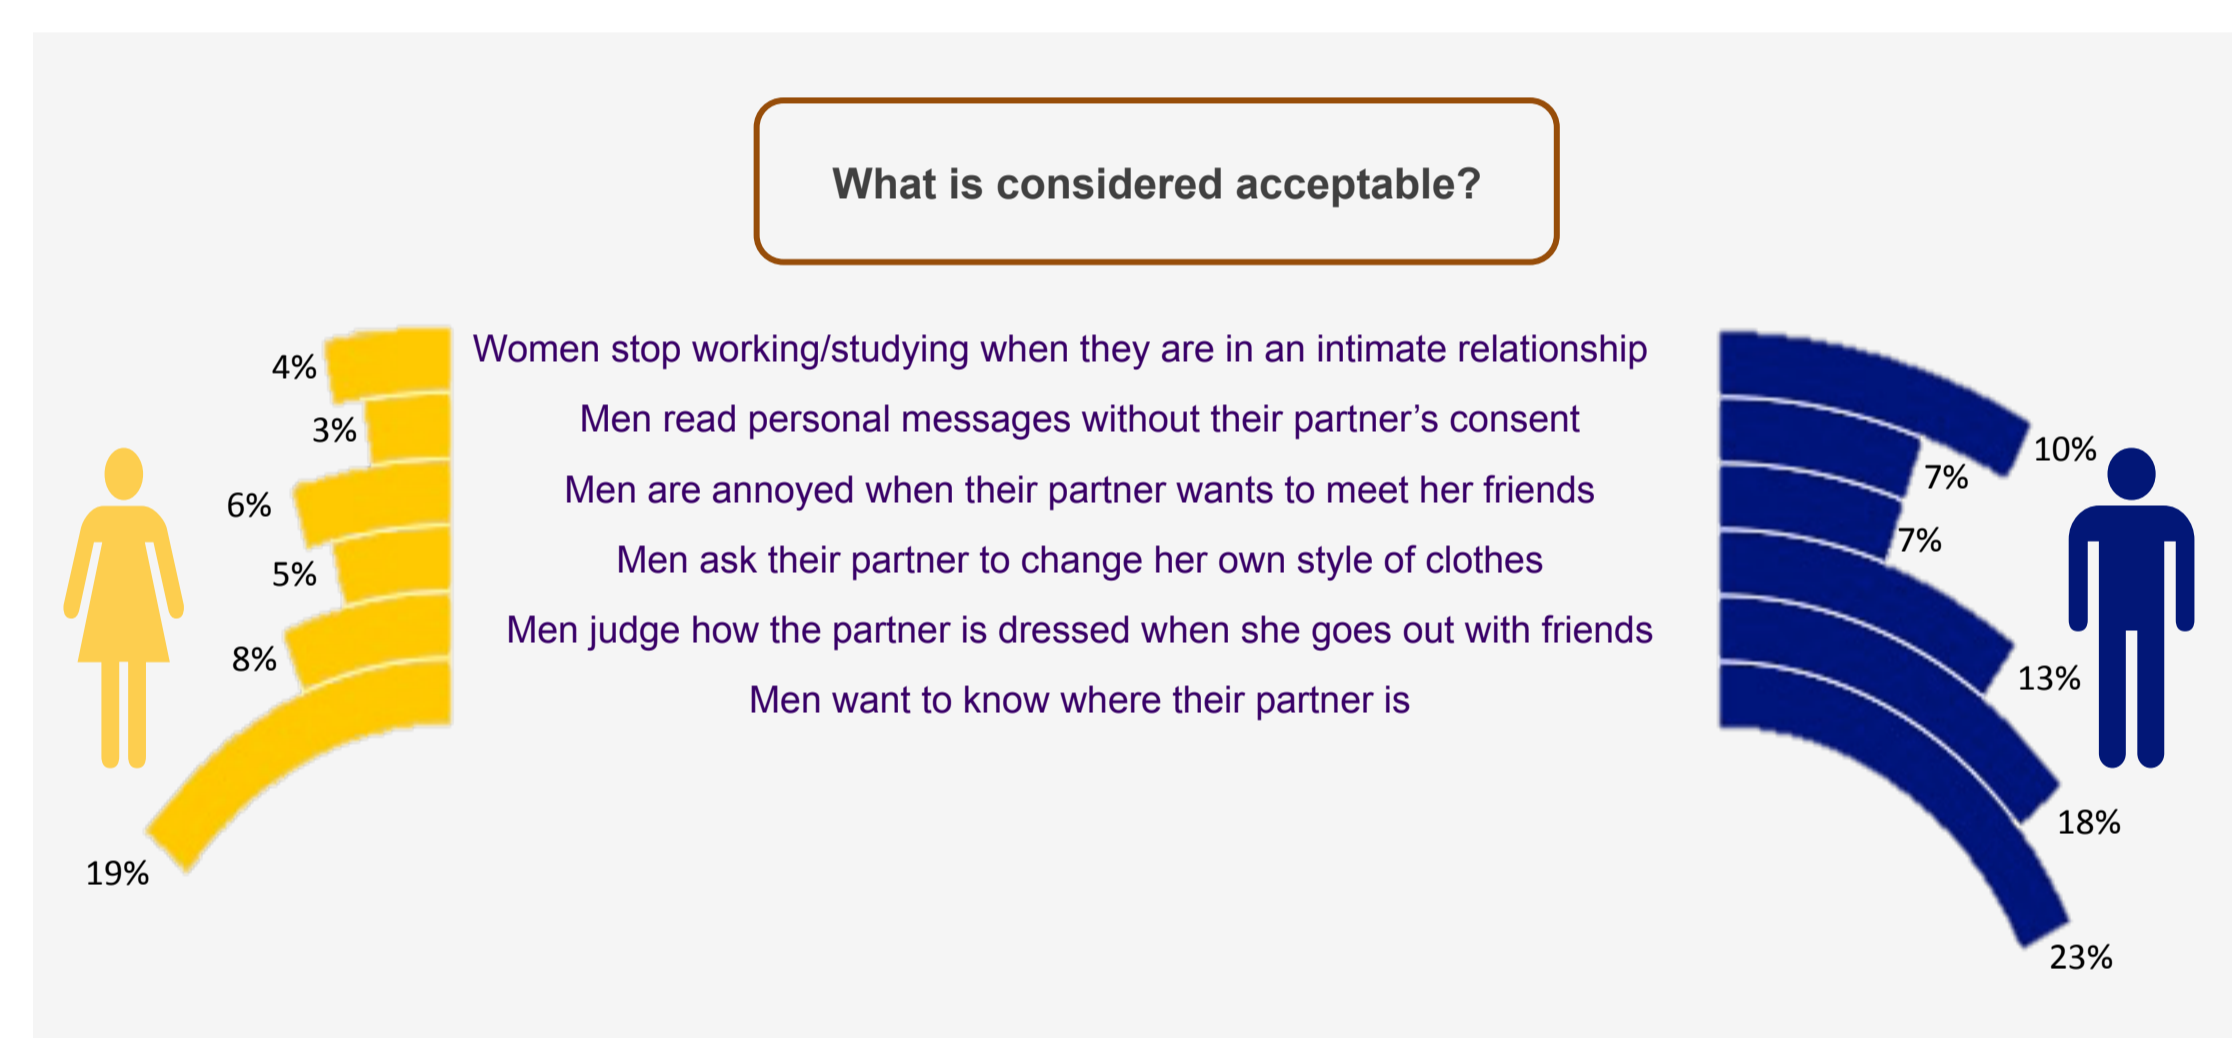 What is considered acceptable?
4% Women stop working/studying when they are in an intimate relationship 10%
3% Men read personal messages without their partner’s consent 7%
6% Men are annoyed when their partner wants to meet her friends 7%
5% Men ask their partner to change her own style of clothes 13%
8% Men judge how the partner is dressed when she goes out with friends 18%
19% Men want to know where their partner is 23%